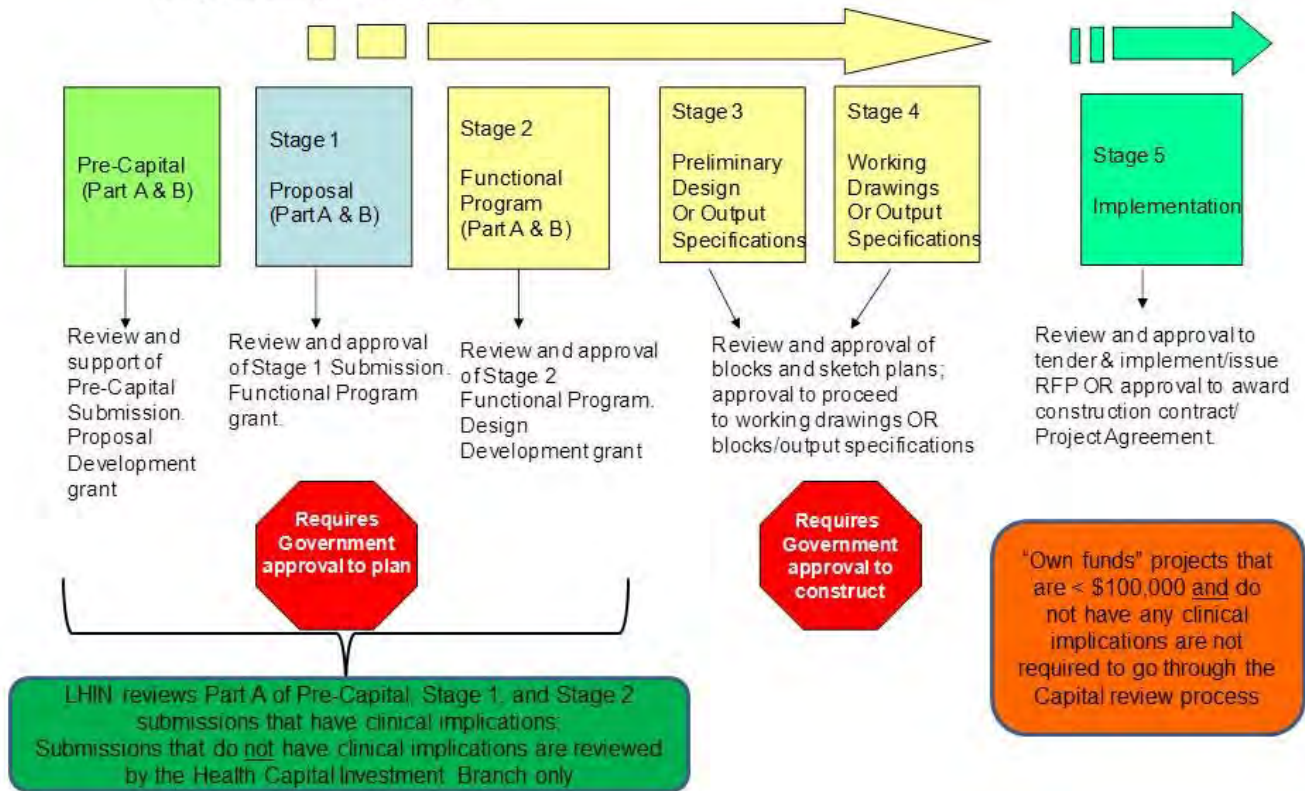 Pre-Capital
(Part A & B)
Stage 1
Proposal
(Part A & B)
Stage 2
Functional
Program
(Part A & B)
Stage 3
Preliminary
Design
Or Output
Specifications
Stage 4
Working
Drawings
Or Output
Specifications
Stage 5
Implementation
Review and
support of
Pre-Capital
Submission.
Proposal
Development
grant
Review and approval
of Stage 1 Submission.
Functional Program
grant.
Review and approval
of Stage 2
Functional Program.
Design
Development grant
Review and approval of
blocks and sketch plans;
approval to proceed
to working drawings OR
blocks/output specifications
Review and approval to
tender & implement/issue
RFP OR approval to award
construction contract/
Project Agreement.
Requires
Government
approval to plan
Requires
Government
approval to
construct
"Own funds" projects that
are < $100,000 and do
not have any clinical
implications are not
required to go through the
Capital review process
LHIN reviews Part A of Pre-Capital, Stage 1, and Stage 2
submissions that have clinical implications;
Submissions that do not have clinical implications are reviewed
by the Health Capital Investment Branch only